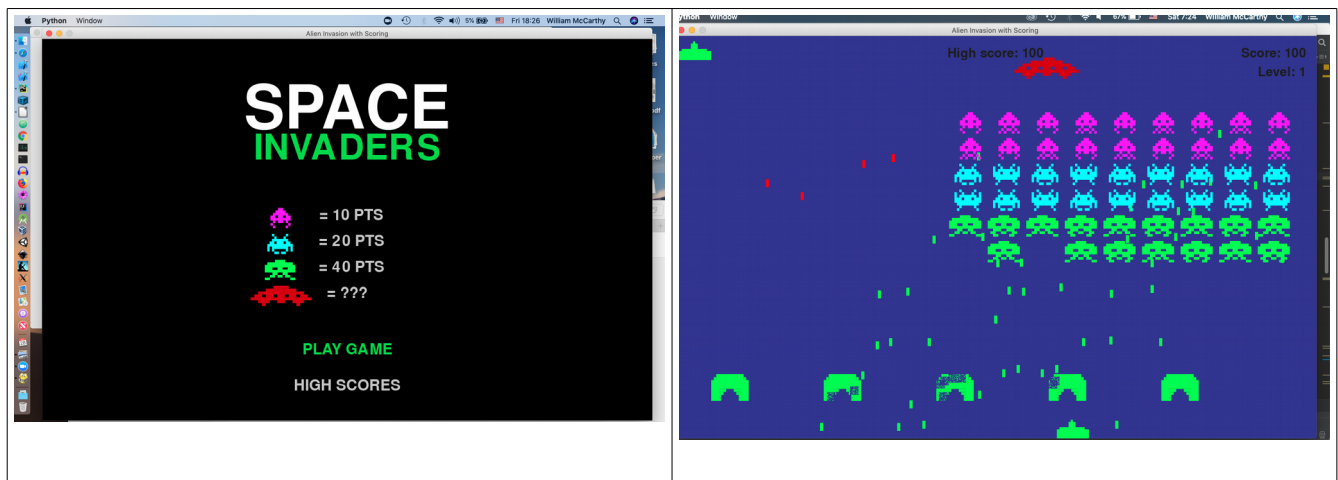 Python Window 5% Fri 18:26 William McCarthy
Alien Invasion with Scoring
SPACE
INVADERS
= 10 PTS
= 20 PTS
= 40 PTS
= ???
PLAY GAME
HIGH SCORES
Window 67% Sat 7:24 William McCarthy
Alien Invasion with Scoring
High score: 100 Score: 100
Level: 1